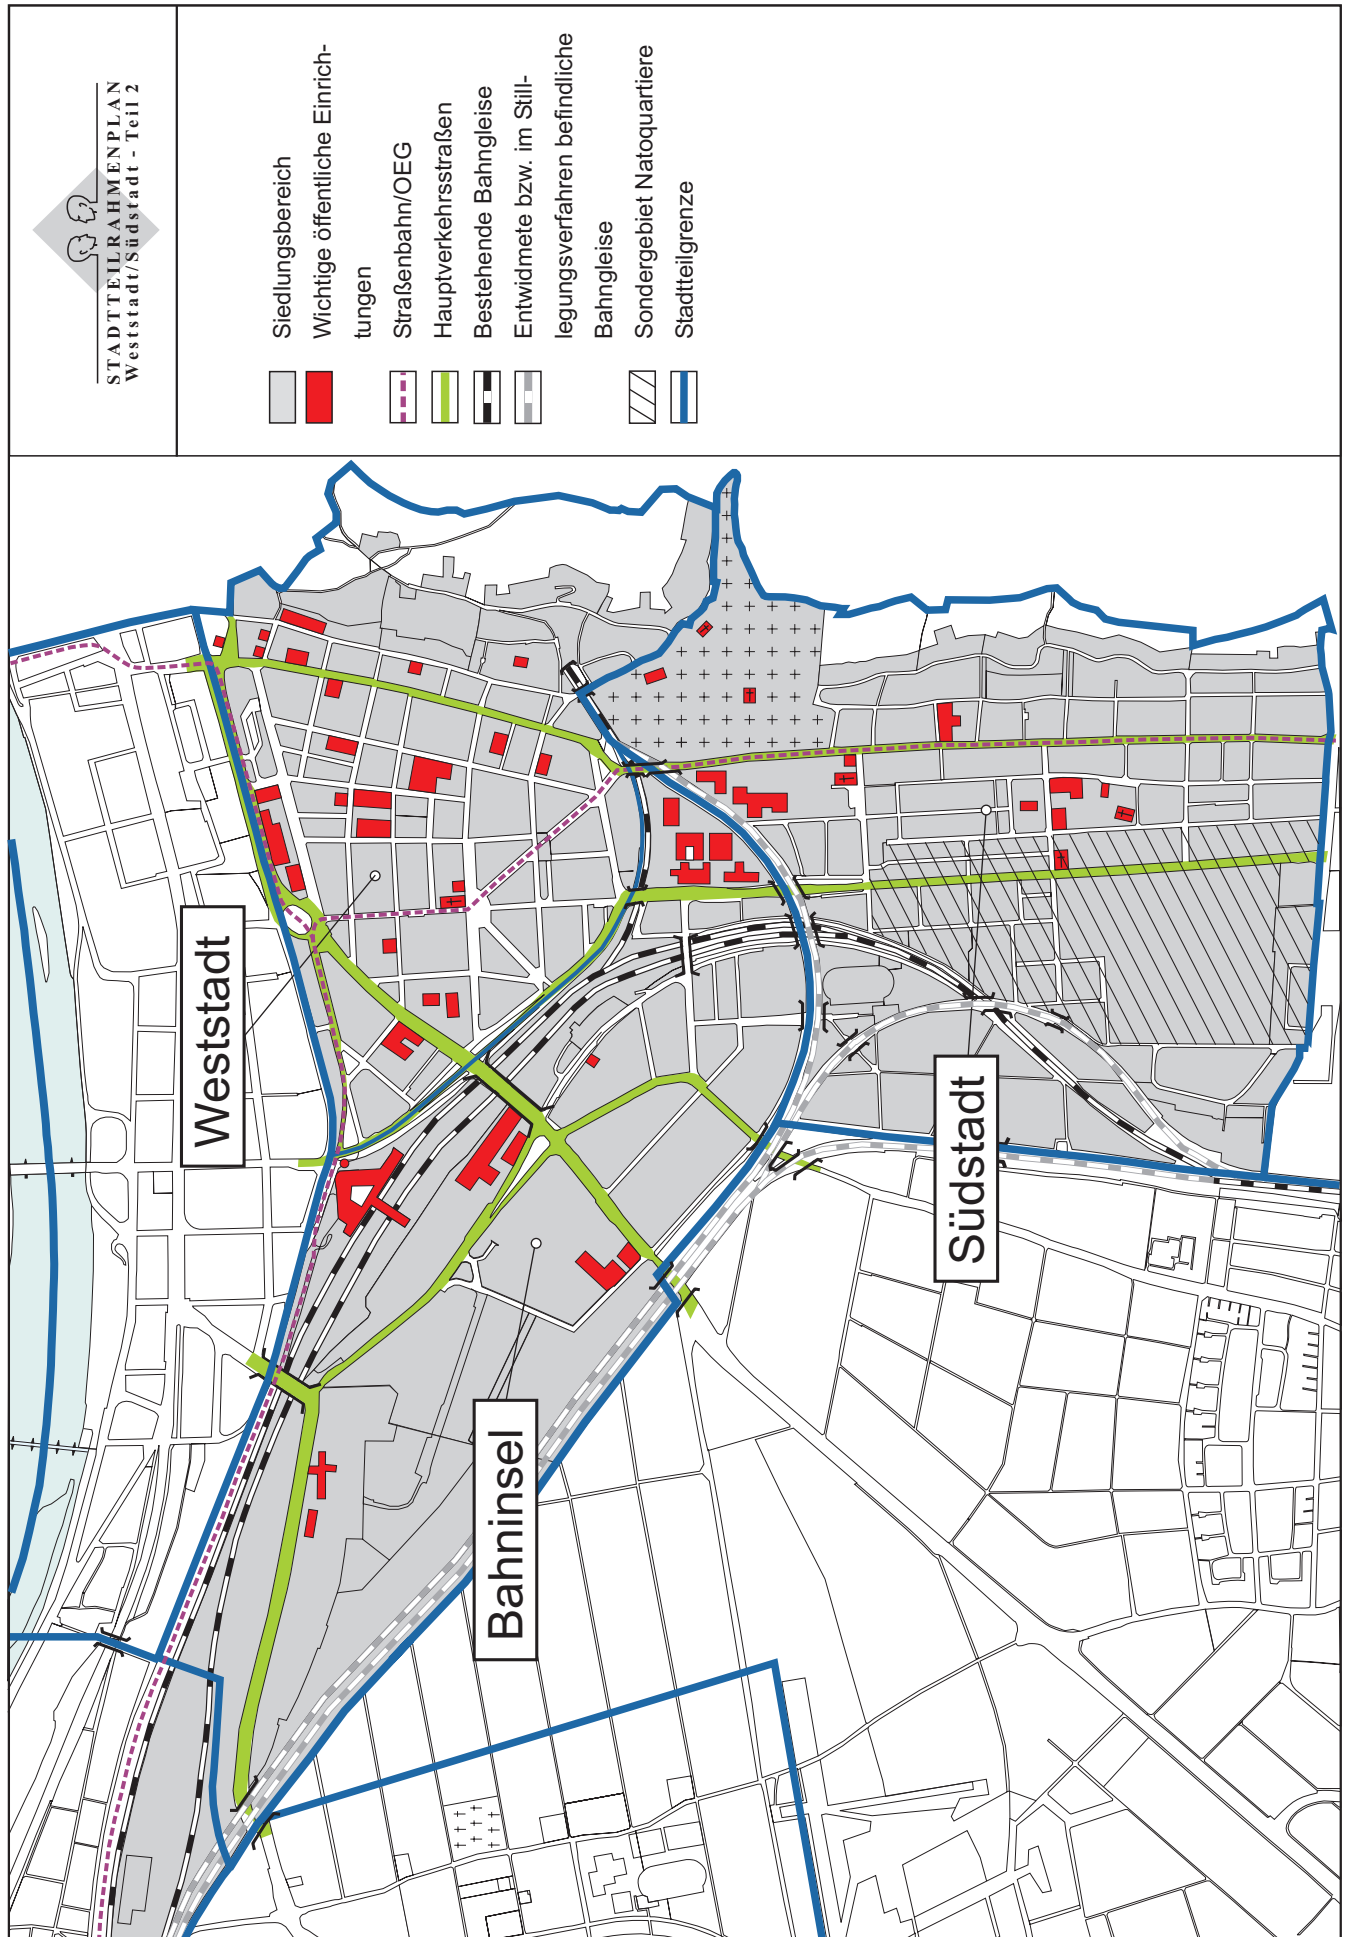 STADTTEILRAHMENPLAN
Weststadt/Südstadt - Teil 2
Siedlungsbereich
Wichtige öffentliche Einrich-
tungen
Straßenbahn/OEG
Hauptverkehrsstraßen
Bestehende Bahngleise
Entwidmete bzw. im Still-
legungsverfahren befindliche
Bahngleise
Sondergebiet Natoquartiere
Stadtteilgrenze
Weststadt
Südstadt
Bahninsel